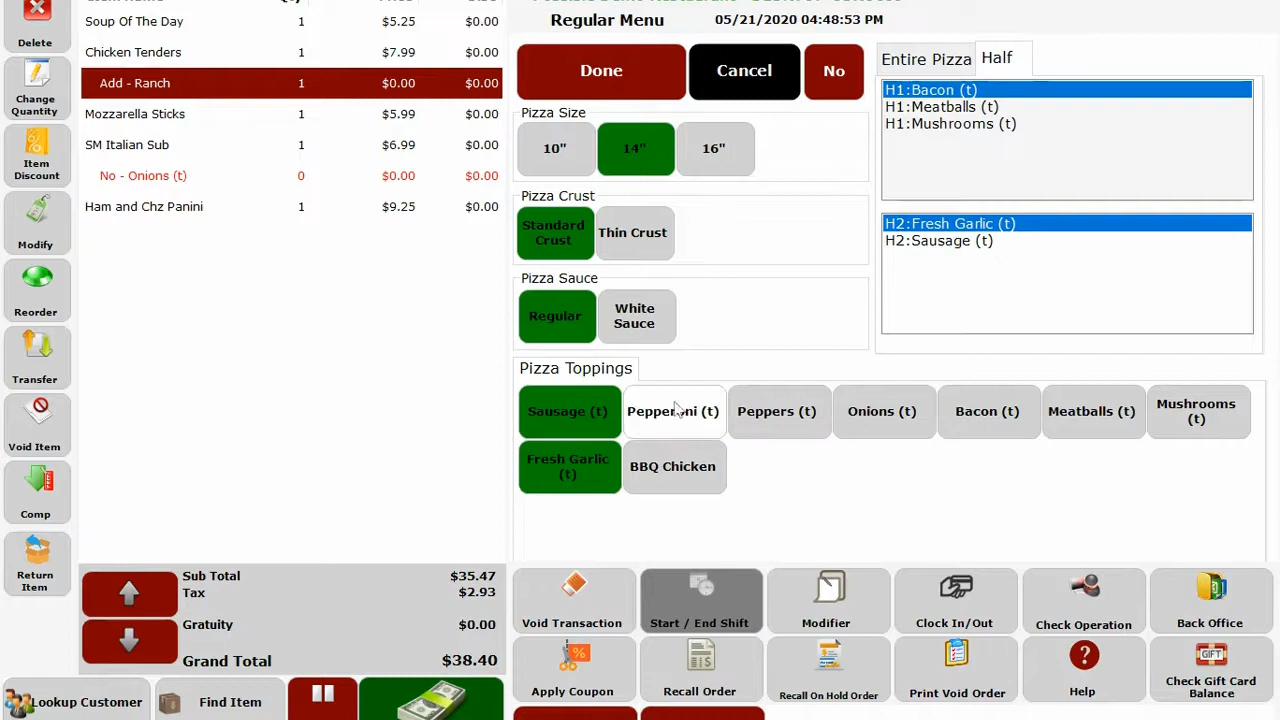 Delete
Change
Quantity
Item
Discount
Modify
Reorder
Transfer
Void Item
Comp
Return
Item
Soup Of The Day 1 $5.25 $0.00
Chicken Tenders 1 $7.99 $0.00
Add - Ranch 1 $0.00 $0.00
Mozzarella Sticks 1 $5.99 $0.00
SM Italian Sub 1 $6.99 $0.00
No - Onions (t) 0 $0.00 $0.00
Ham and Chz Panini 1 $9.25 $0.00
Sub Total $35.47
Tax $2.93
Gratuity $0.00
Grand Total $38.40
Lookup Customer
Find Item
Regular Menu 05/21/2020 04:48:53 PM
Done Cancel No
Entire Pizza Half
H1:Bacon (t)
H1:Meatballs (t)
H1:Mushrooms (t)
H2:Fresh Garlic (t)
H2:Sausage (t)
Pizza Size
10" 14" 16"
Pizza Crust
Standard
Crust
Thin Crust
Pizza Sauce
Regular
White
Sauce
Pizza Toppings
Sausage (t) Pepperoni (t) Peppers (t) Onions (t) Bacon (t) Meatballs (t)
Mushrooms
(t)
Fresh Garlic
(t)
BBQ Chicken
Void Transaction Start / End Shift Modifier Clock In/Out Check Operation Back Office
Apply Coupon Recall Order Recall On Hold Order Print Void Order Help
GIFT
Check Gift Card
Balance